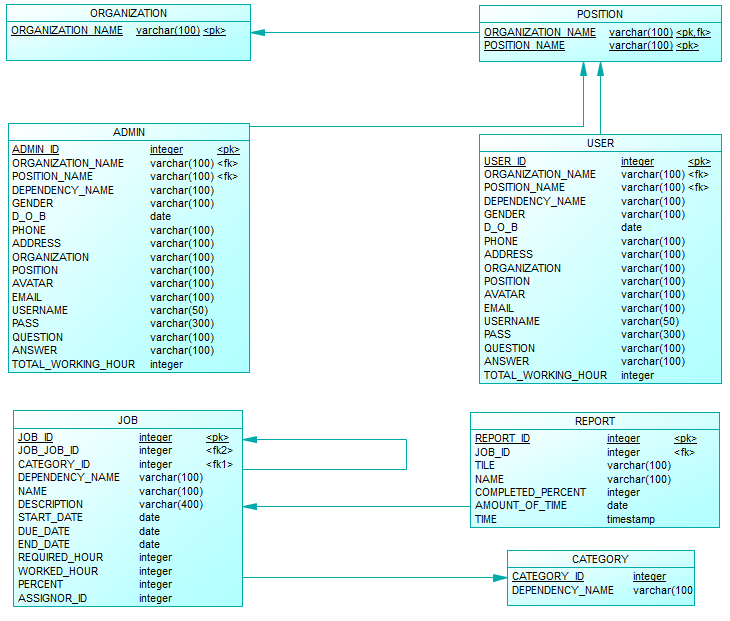 ORGANIZATION
ORGANIZATION_NAME varchar(100) <pk>
POSITION
ORGANIZATION_NAME varchar(100) <pk,fk>
POSITION_NAME varchar(100) <pk>
ADMIN
ADMIN_ID integer <pk>
ORGANIZATION_NAME varchar(100) <fk>
POSITION_NAME varchar(100) <fk>
DEPENDENCY_NAME varchar(100)
GENDER varchar(100)
D_O_B date
PHONE varchar(100)
ADDRESS varchar(100)
ORGANIZATION varchar(100)
POSITION varchar(100)
AVATAR varchar(100)
EMAIL varchar(100)
USERNAME varchar(50)
PASS varchar(300)
QUESTION varchar(100)
ANSWER varchar(100)
TOTAL_WORKING_HOUR integer
USER
USER_ID integer <pk>
ORGANIZATION_NAME varchar(100) <fk>
POSITION_NAME varchar(100) <fk>
DEPENDENCY_NAME varchar(100)
GENDER varchar(100)
D_O_B date
PHONE varchar(100)
ADDRESS varchar(100)
ORGANIZATION varchar(100)
POSITION varchar(100)
AVATAR varchar(100)
EMAIL varchar(100)
USERNAME varchar(50)
PASS varchar(300)
QUESTION varchar(100)
ANSWER varchar(100)
TOTAL_WORKING_HOUR integer
JOB
JOB_ID integer <pk>
JOB_JOB_ID integer <fk2>
CATEGORY_ID integer <fk1>
DEPENDENCY_NAME varchar(100)
NAME varchar(100)
DESCRIPTION varchar(400)
START_DATE date
DUE_DATE date
END_DATE date
REQUIRED_HOUR integer
WORKED_HOUR integer
PERCENT integer
ASSIGNOR_ID integer
REPORT
REPORT_ID integer <pk>
JOB_ID integer <fk>
TILE varchar(100)
NAME varchar(100)
COMPLETED_PERCENT integer
AMOUNT_OF_TIME date
TIME timestamp
CATEGORY
CATEGORY_ID integer
DEPENDENCY_NAME varchar(100